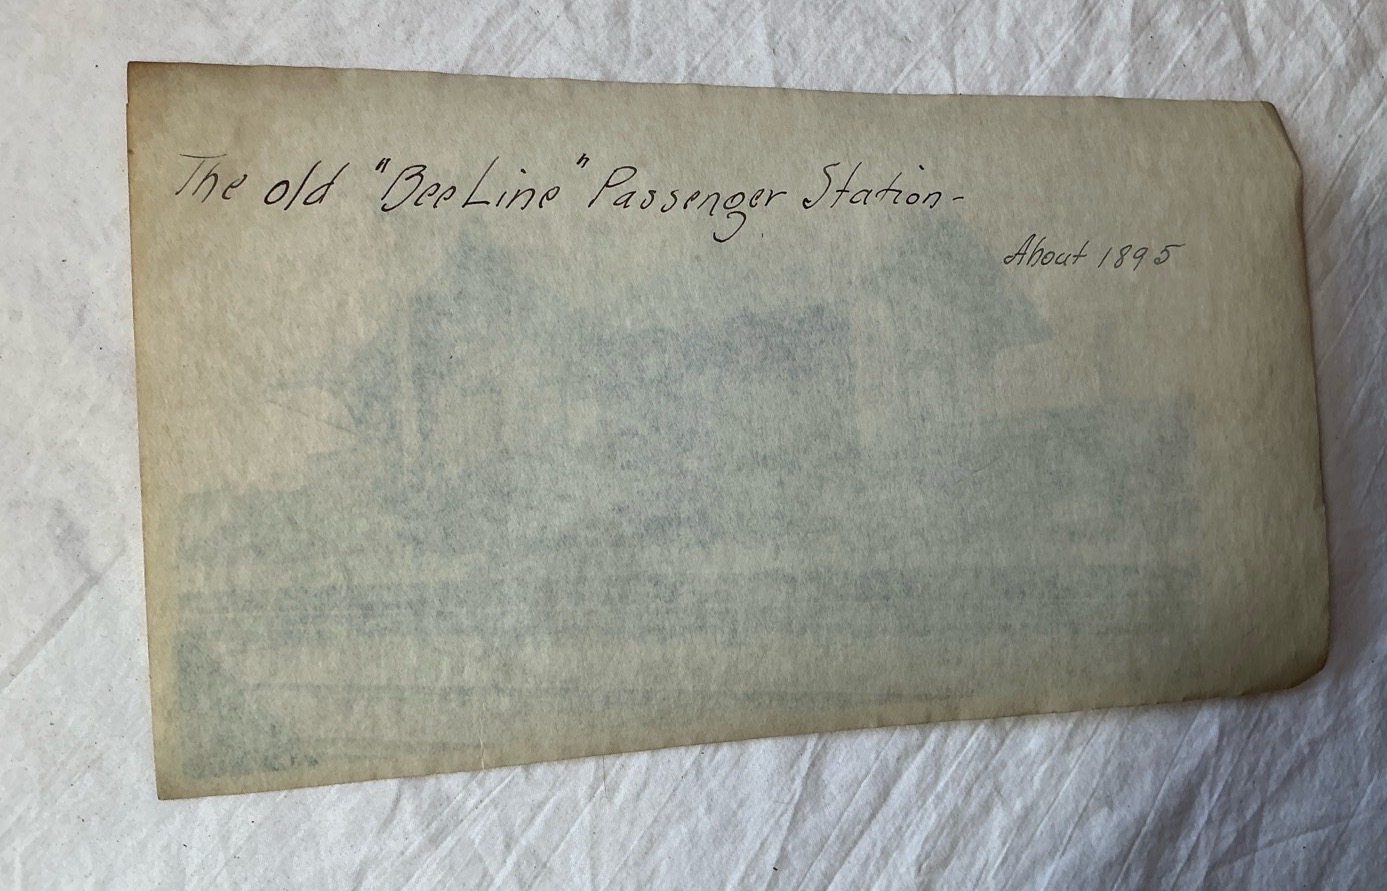 The old "Bee Line" Passenger Station -
About 1895